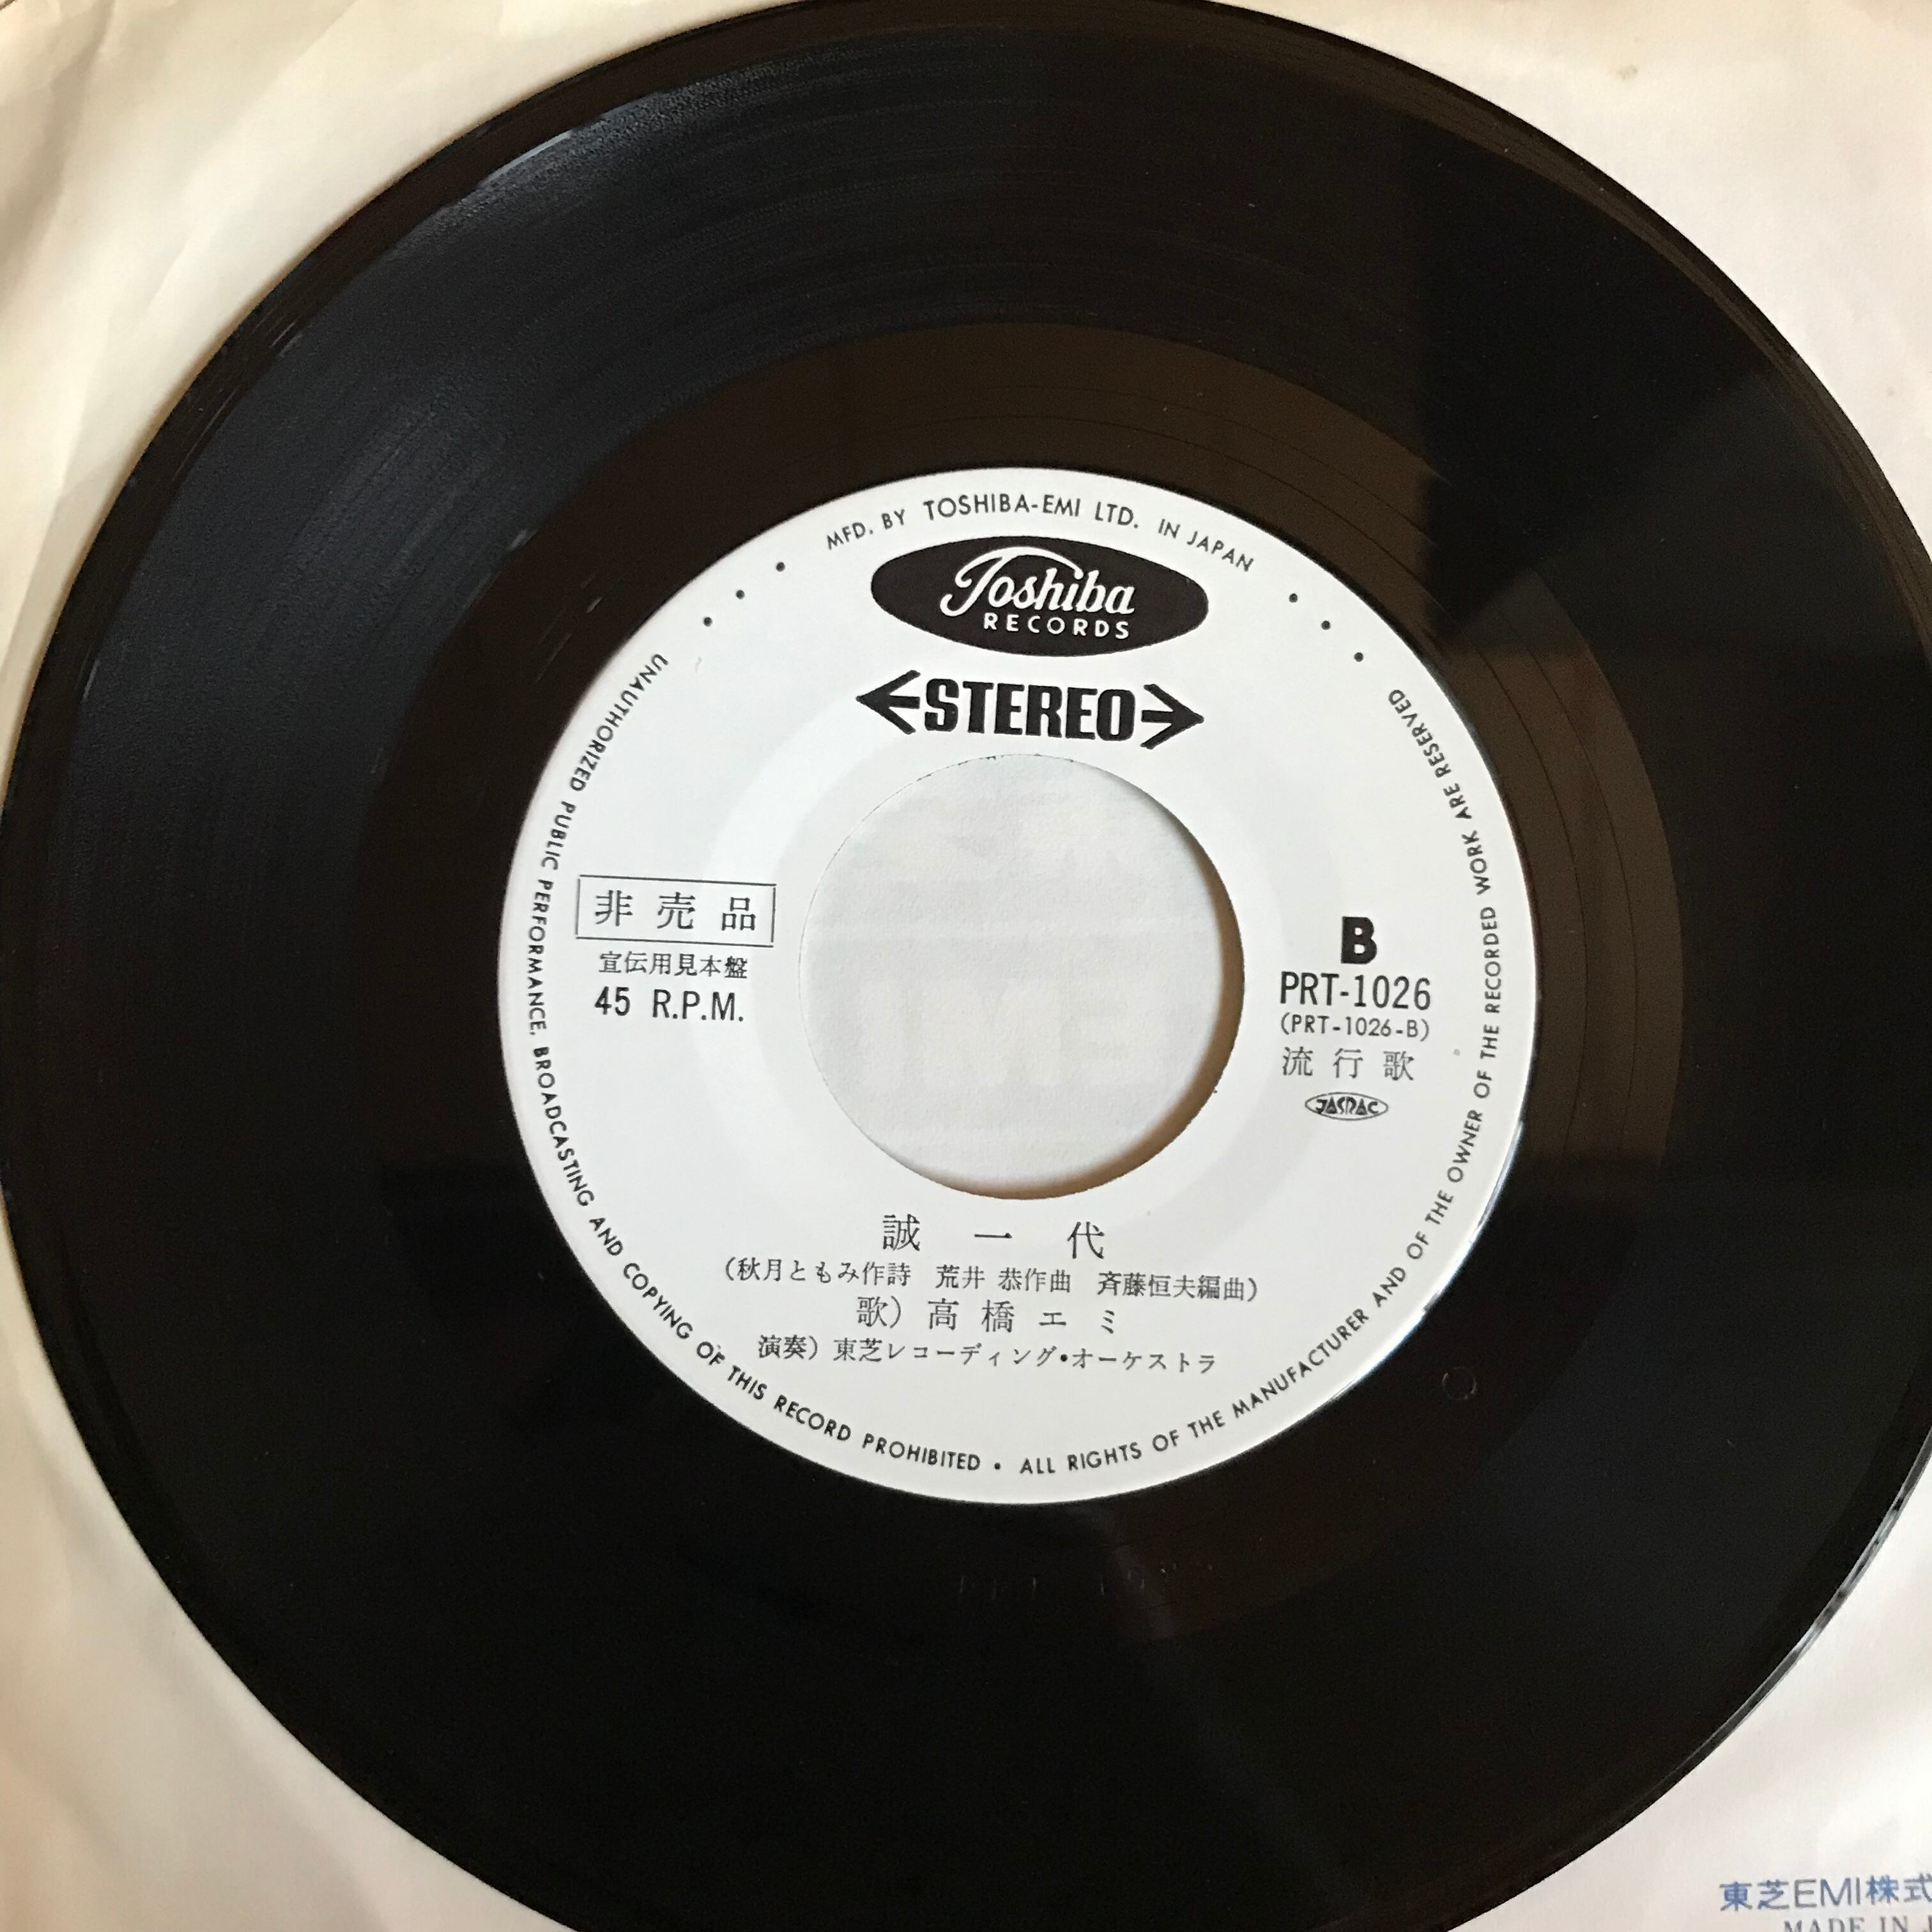 MFD. BY TOSHIBA-EMI LTD. IN JAPAN
Toshiba
RECORDS
STEREO
非売品
宣伝用見本盤
45 R.P.M.
B
PRT-1026
(PRT-1026-B)
流行歌
JASRAC
誠一代
(秋月ともみ作詩 荒井 恭作曲 斉藤恒夫編曲)
歌) 高橋エミ
演奏) 東芝レコーディング・オーケストラ
UNAUTHORIZED PUBLIC PERFORMANCE, BROADCASTING AND COPYING OF THIS RECORD PROHIBITED • ALL RIGHTS OF THE MANUFACTURER AND OF THE OWNER OF THE RECORDED WORK ARE RESERVED
東芝EMI株式
MADE IN